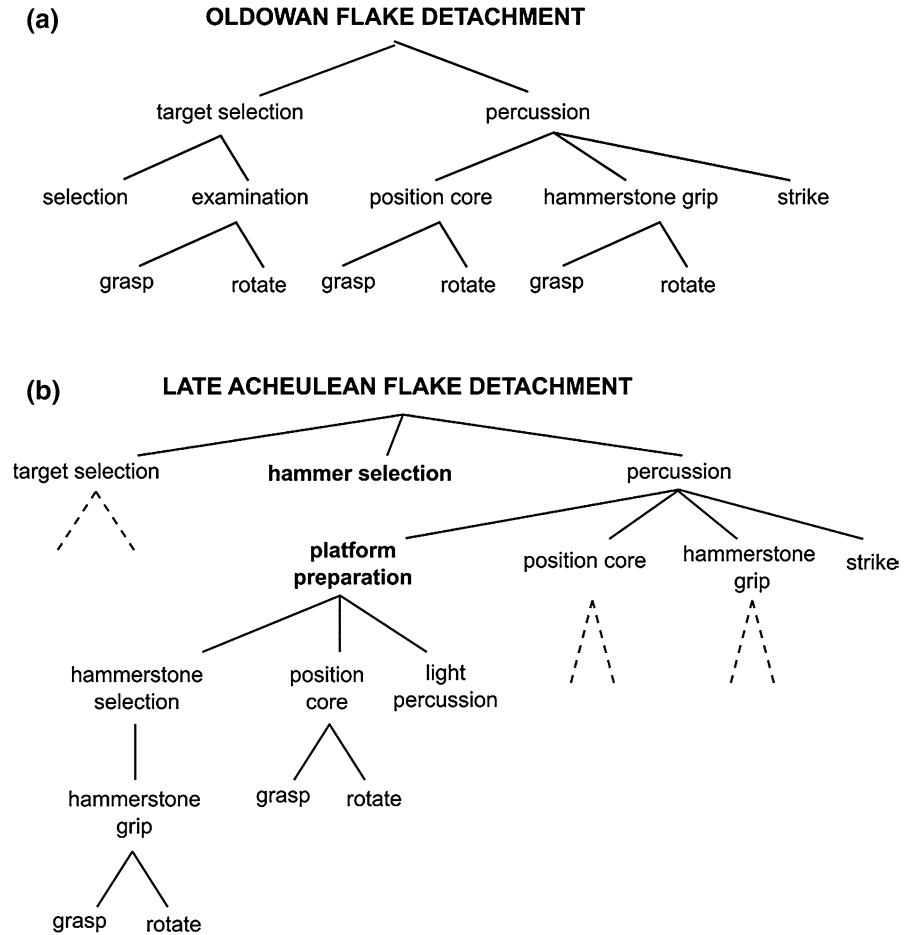 (a)
OLDOWAN FLAKE DETACHMENT
target selection percussion
selection examination position core hammerstone grip strike
grasp rotate grasp rotate grasp rotate
(b)
LATE ACHEULEAN FLAKE DETACHMENT
target selection hammer selection percussion
platform
preparation
position core
hammerstone
grip
strike
hammerstone
selection
position
core
light
percussion
hammerstone
grip
grasp rotate
grasp rotate